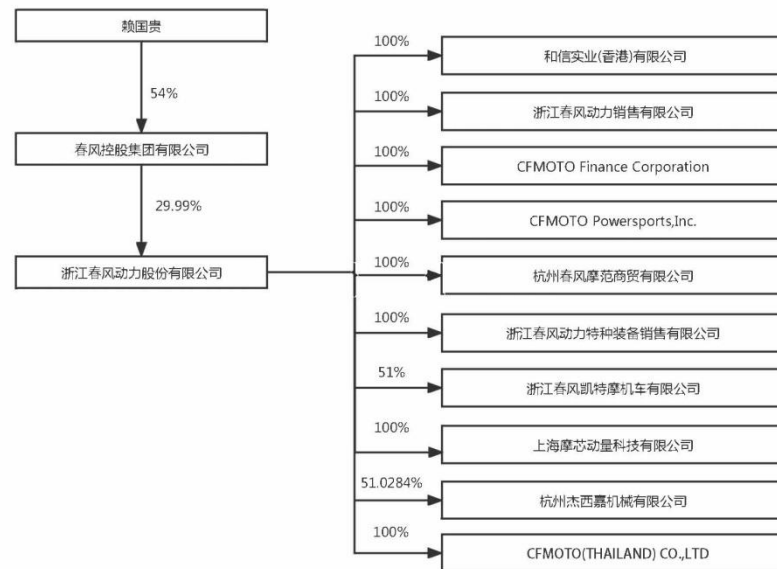 赖国贵
54%
春风控股集团有限公司
29.99%
浙江春风动力股份有限公司
100%
和信实业(香港)有限公司
100%
浙江春风动力销售有限公司
100%
CFMOTO Finance Corporation
100%
CFMOTO Powersports,Inc.
100%
杭州春风摩范商贸有限公司
100%
浙江春风动力特种装备销售有限公司
51%
浙江春风凯特摩机车有限公司
100%
上海摩芯动量科技有限公司
51.0284%
杭州杰西嘉机械有限公司
100%
CFMOTO(THAILAND) CO.,LTD